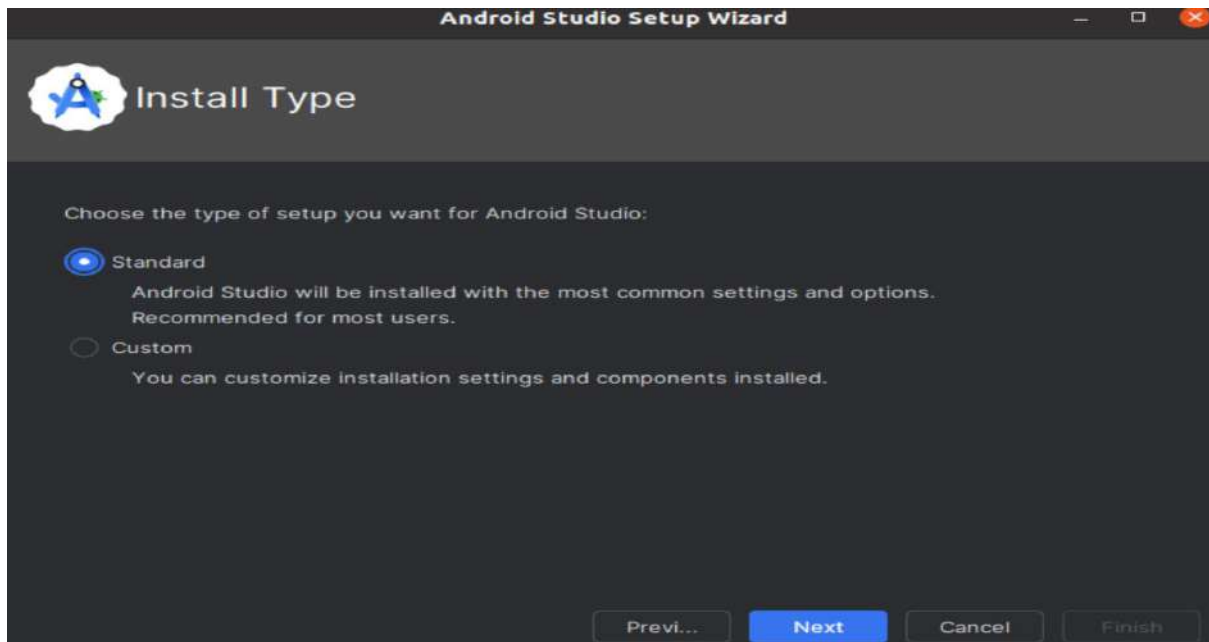 Android Studio Setup Wizard
Install Type
Choose the type of setup you want for Android Studio:
Standard
Android Studio will be installed with the most common settings and options.
Recommended for most users.
Custom
You can customize installation settings and components installed.
Previ... Next Cancel Finish